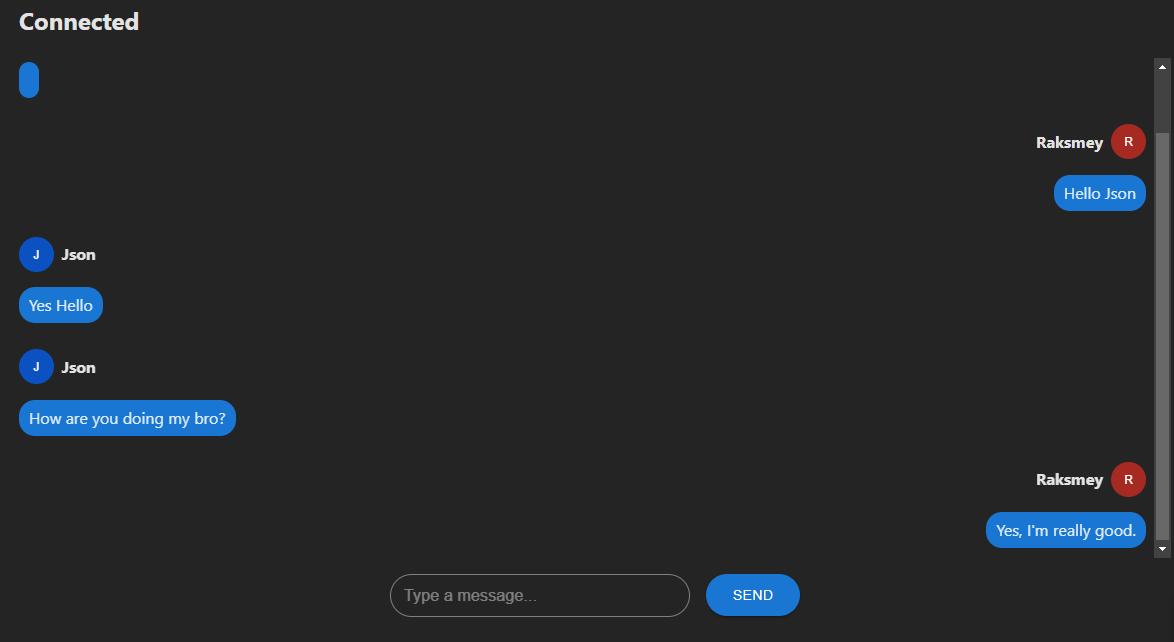 Connected
Raksmey R
Hello Json
J Json
Yes Hello
J Json
How are you doing my bro?
Raksmey R
Yes, I'm really good.
Type a message... SEND